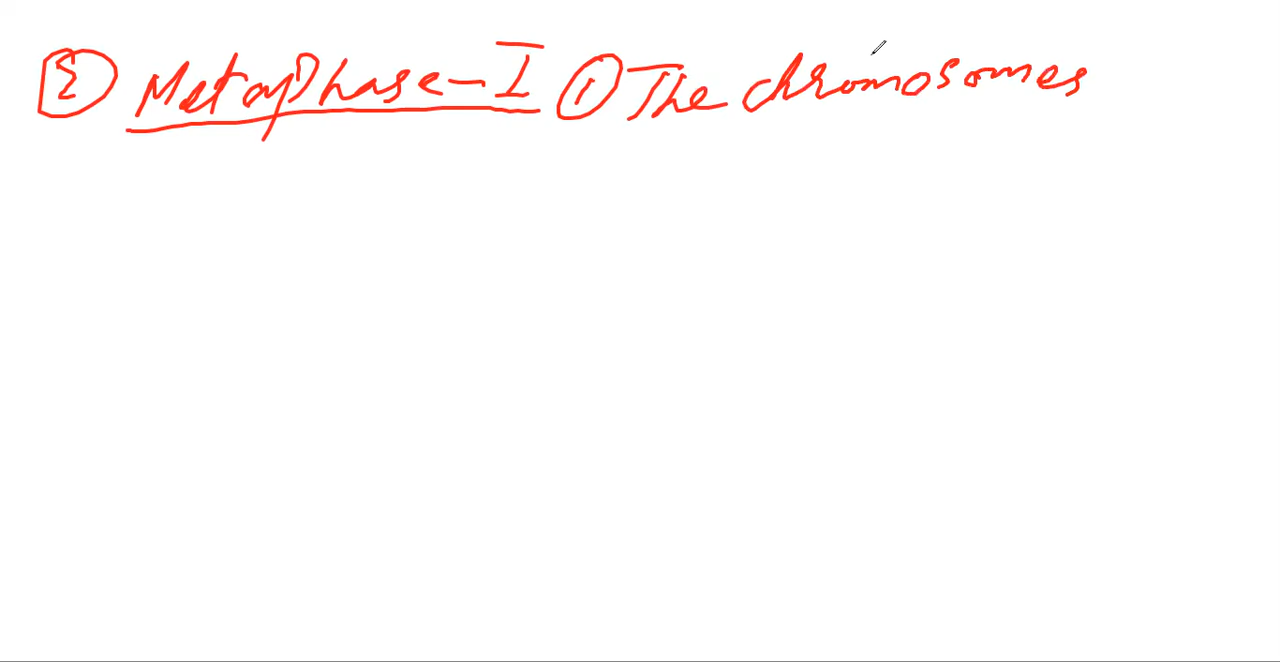 ② Metaphase-I ① The chromosomes